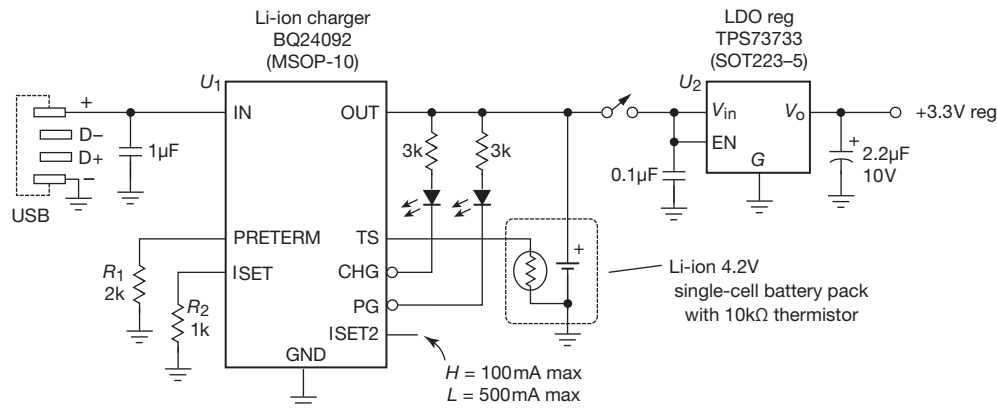 Li-ion charger
BQ24092
(MSOP-10)
LDO reg
TPS73733
(SOT223–5)
U1
U2
+
D–
D+
–
USB
1µF
IN
OUT
PRETERM
ISET
TS
CHG
PG
ISET2
GND
R1
2k
R2
1k
3k
3k
+
Vin
EN
Vo
G
0.1µF
+3.3V reg
+
2.2µF
10V
Li-ion 4.2V
single-cell battery pack
with 10kΩ thermistor
H = 100mA max
L = 500mA max